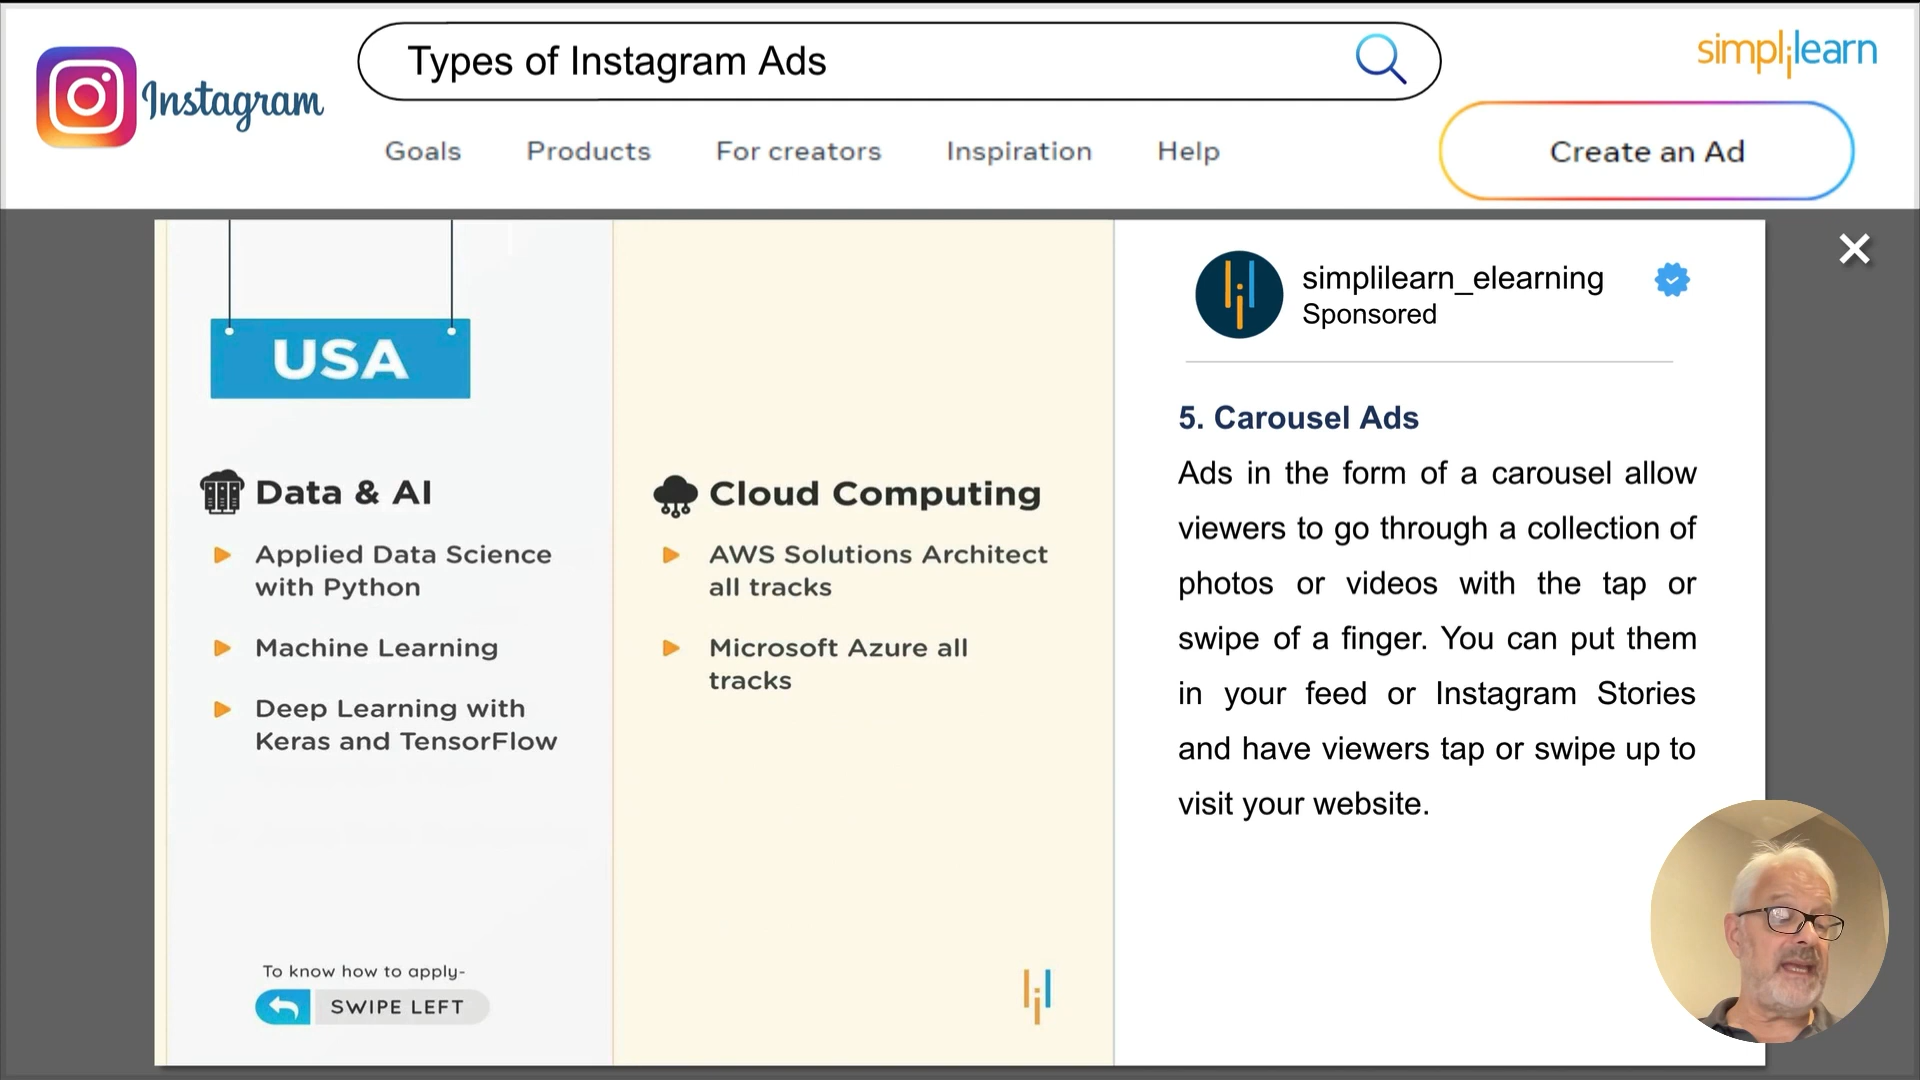 Instagram
Types of Instagram Ads
simplilearn
Goals
Products
For creators
Inspiration
Help
Create an Ad
USA
Data & AI
Applied Data Science
with Python
Machine Learning
Deep Learning with
Keras and TensorFlow
To know how to apply-
SWIPE LEFT
Cloud Computing
AWS Solutions Architect
all tracks
Microsoft Azure all
tracks
simplilearn_elearning
Sponsored
5. Carousel Ads
Ads in the form of a carousel allow
viewers to go through a collection of
photos or videos with the tap or
swipe of a finger. You can put them
in your feed or Instagram Stories
and have viewers tap or swipe up to
visit your website.